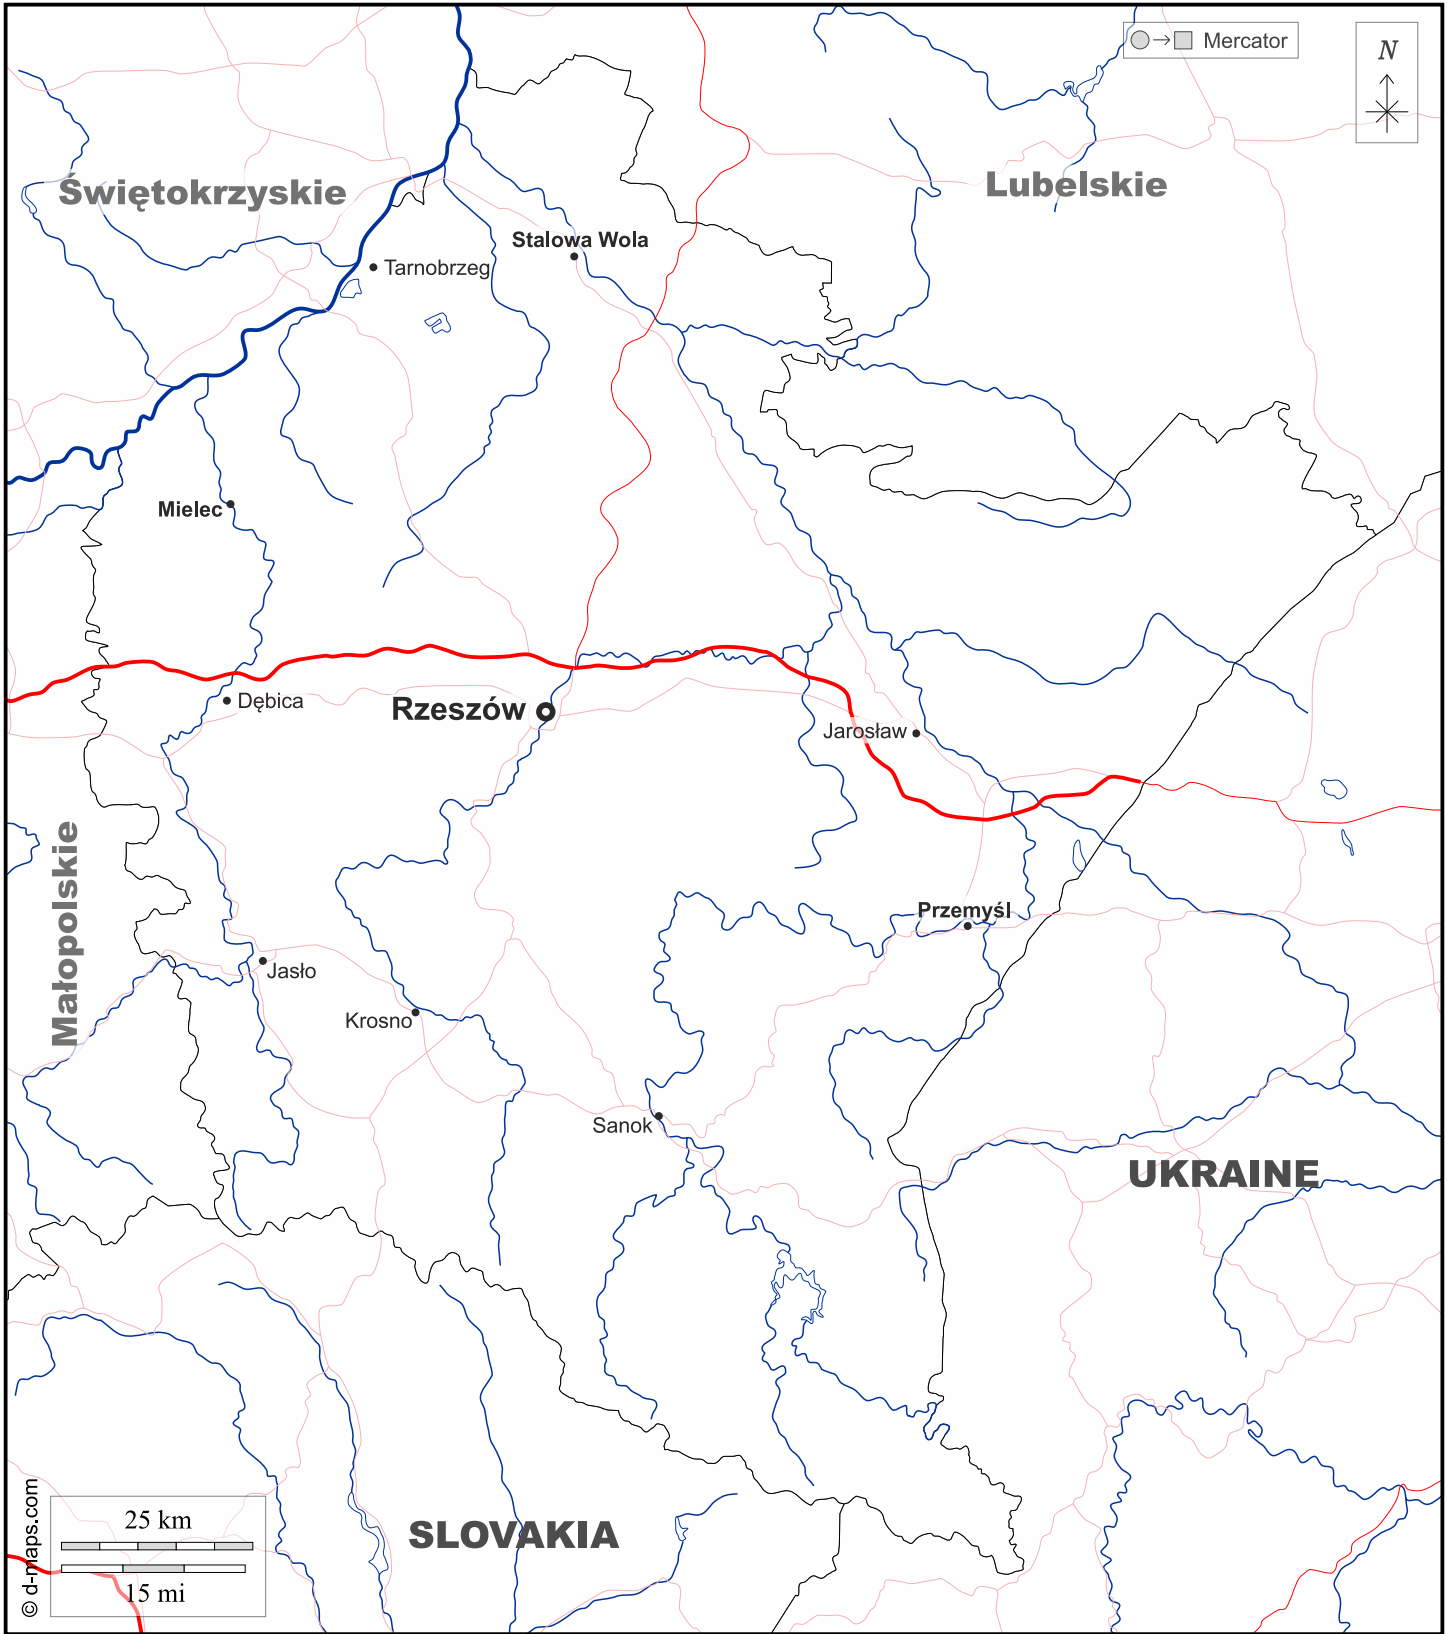 Mercator
N
Świętokrzyskie
Lubelskie
Stalowa Wola
Tarnobrzeg
Mielec
Dębica
Rzeszów
Jarosław
Małopolskie
Przemyśl
Jasło
Krosno
Sanok
UKRAINE
SLOVAKIA
25 km
15 mi
© d-maps.com